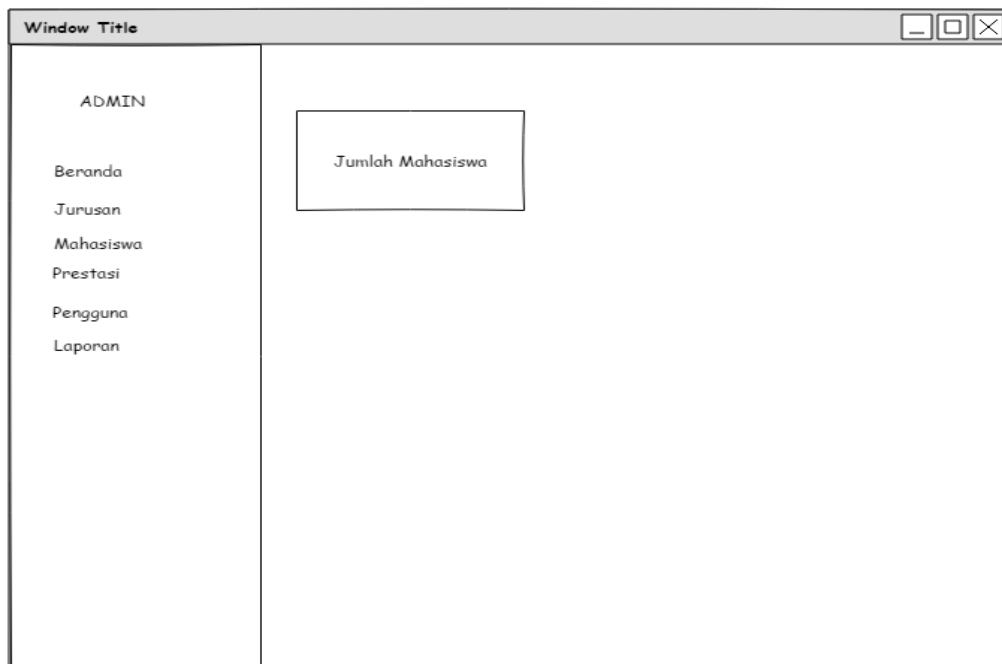 Window Title
ADMIN
Beranda
Jurusan
Mahasiswa
Prestasi
Pengguna
Laporan
Jumlah Mahasiswa